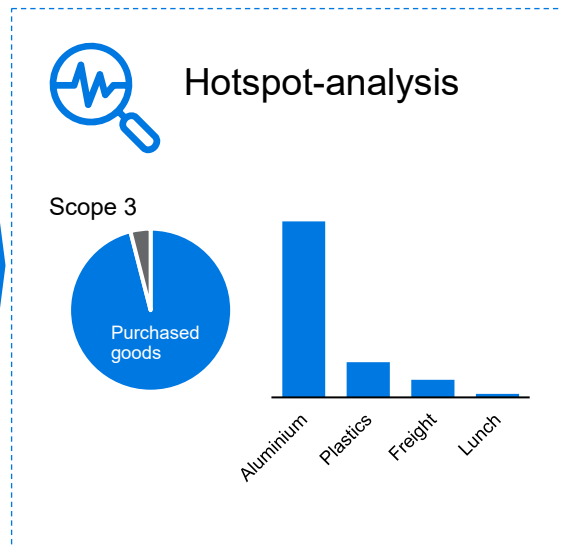 Hotspot-analysis
Scope 3
Purchased
goods
Aluminium
Plastics
Freight
Lunch